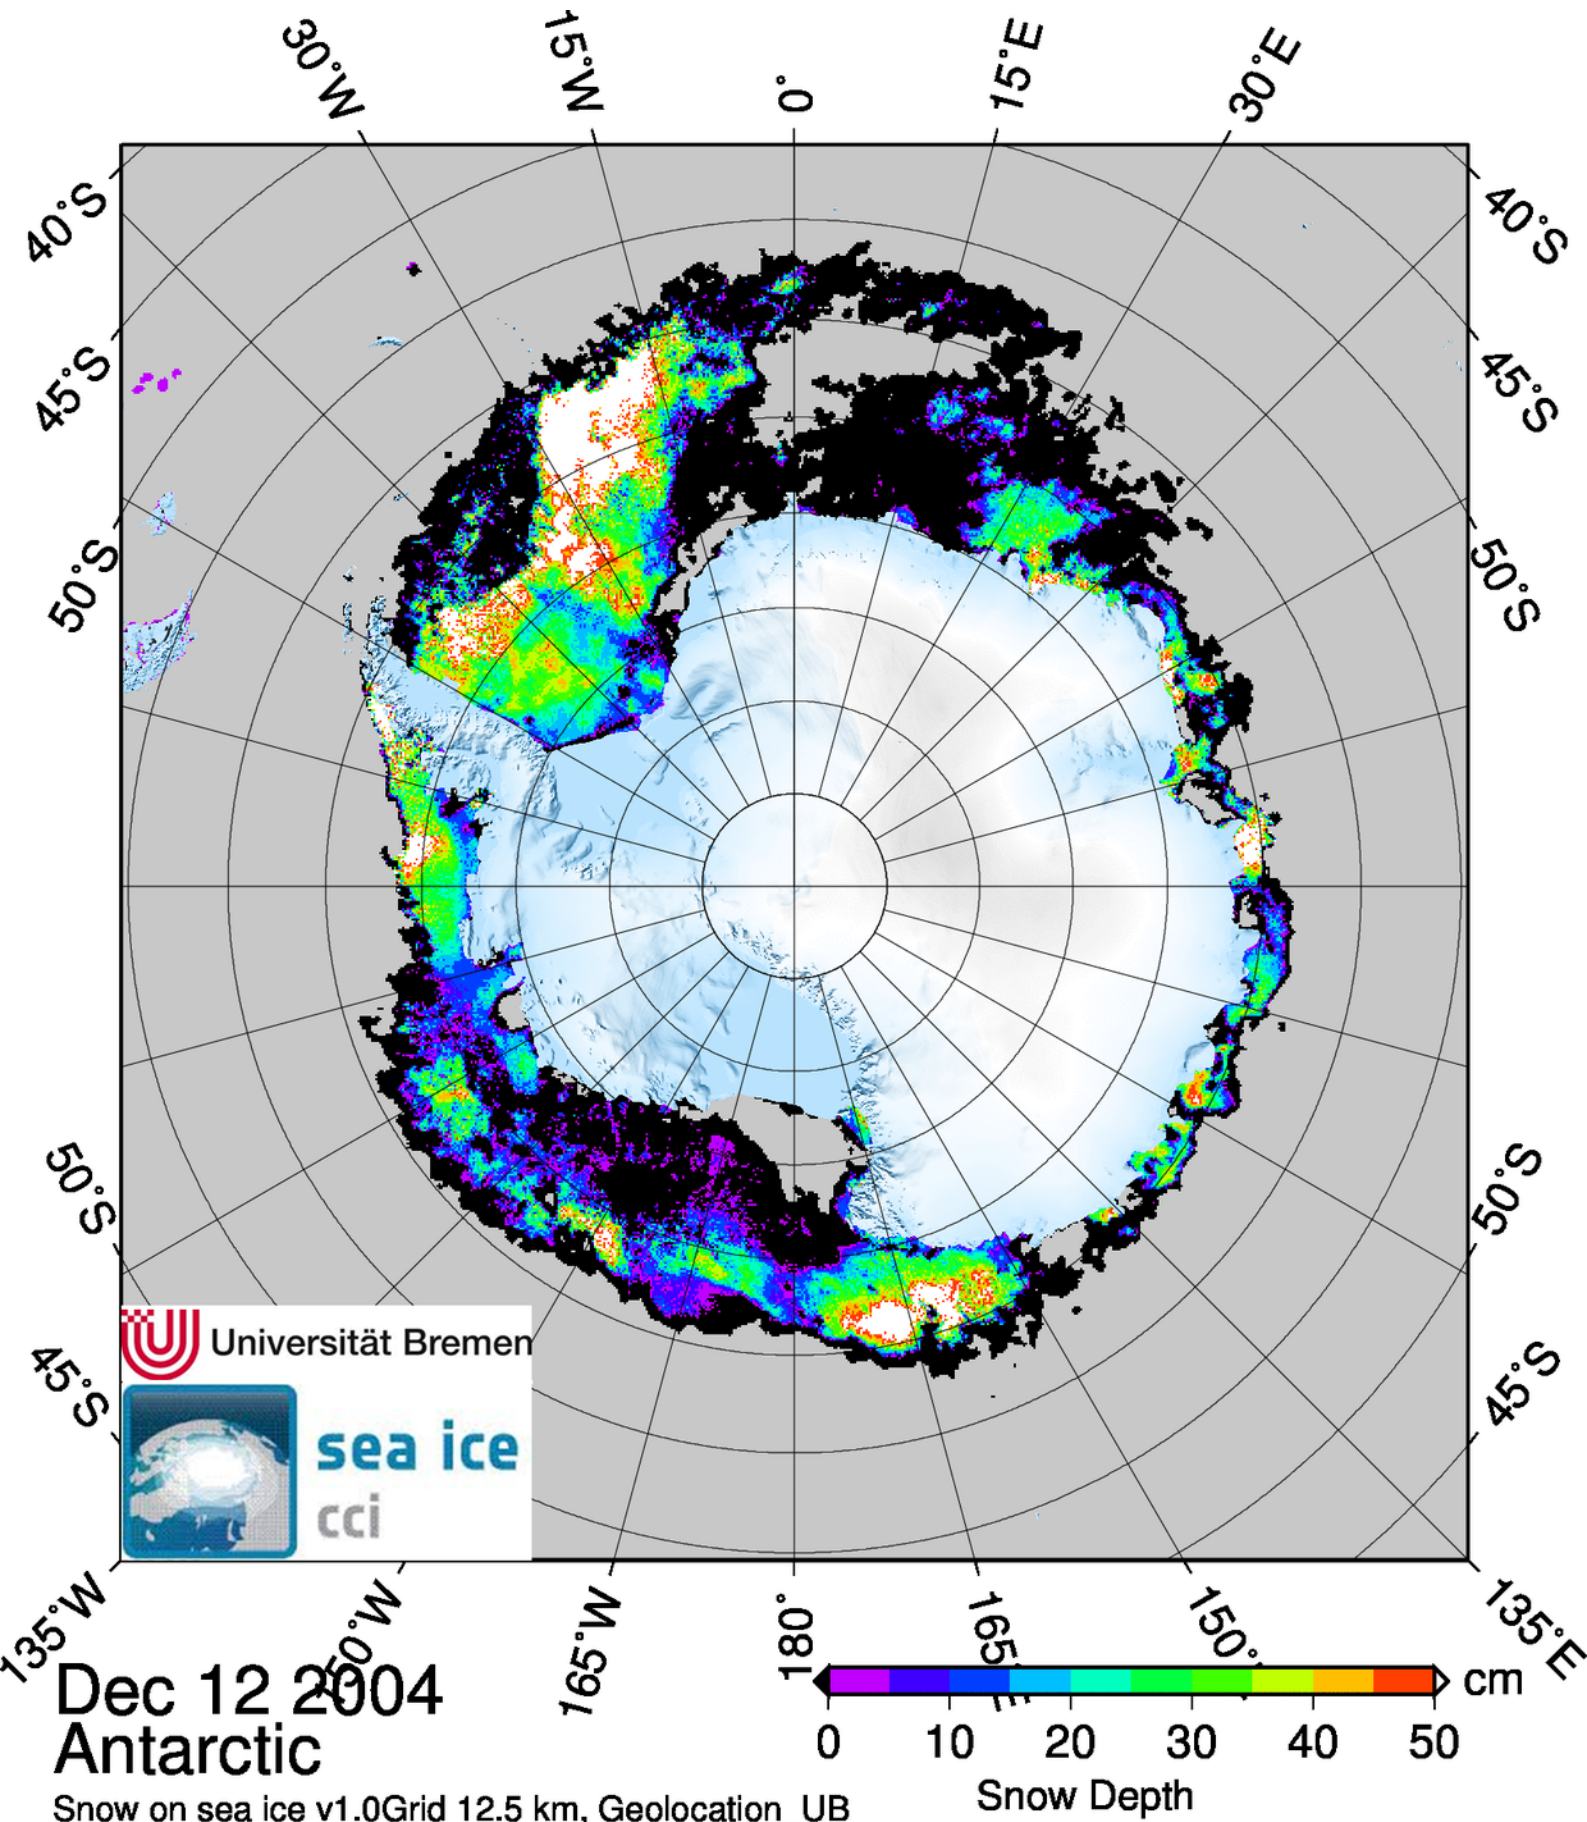 30°W 15°W 0° 15°E 30°E
40°S 40°S
45°S 45°S
50°S 50°S
50°S 50°S
45°S 45°S
Universität Bremen
sea ice
cci
135°W 150°W 165°W 180° 165°E 150° 135°E
Dec 12 2004
Antarctic
Snow on sea ice v1.0Grid 12.5 km, Geolocation UB
cm
0 10 20 30 40 50
Snow Depth